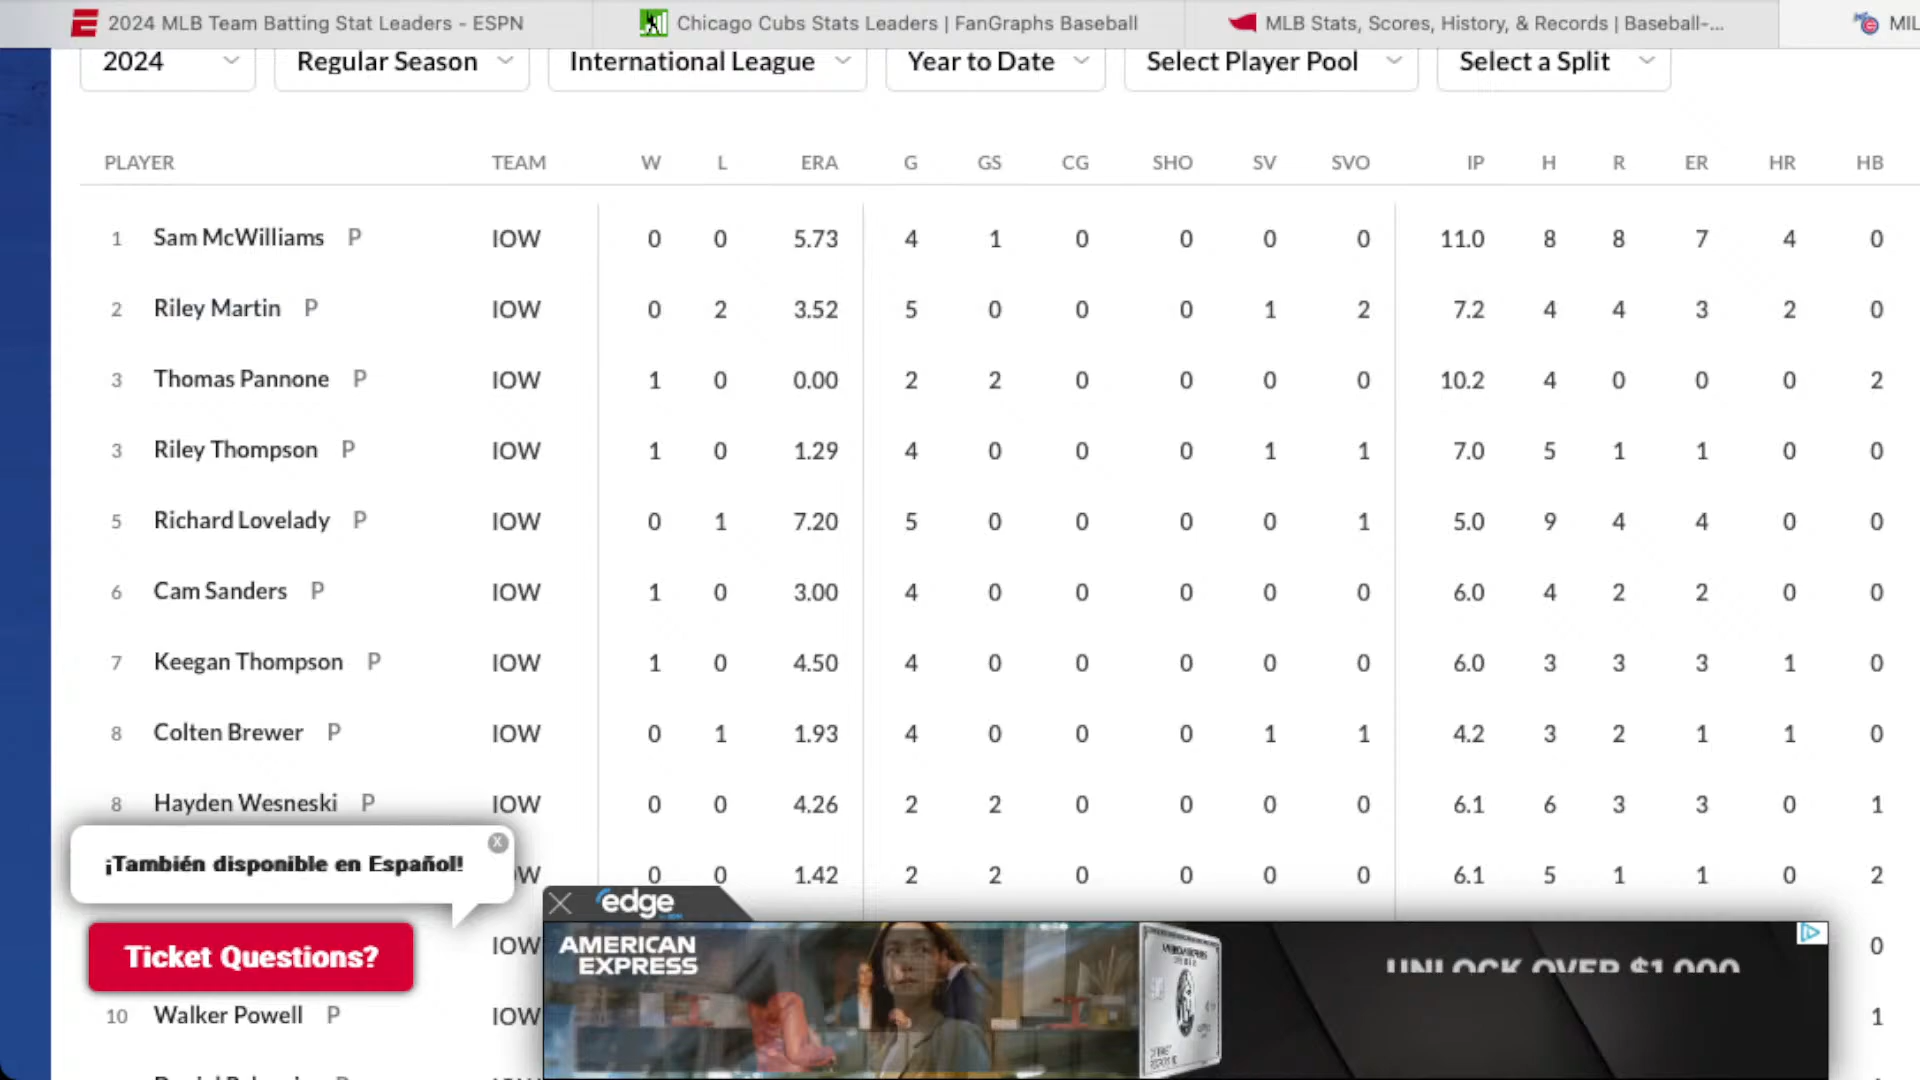 2024 MLB Team Batting Stat Leaders - ESPN Chicago Cubs Stats Leaders | FanGraphs Baseball MLB Stats, Scores, History, & Records | Baseball-...
2024 Regular Season International League Year to Date Select Player Pool Select a Split
PLAYER TEAM W L ERA G GS CG SHO SV SVO IP H R ER HR HB
1 Sam McWilliams P IOW 0 0 5.73 4 1 0 0 0 0 11.0 8 8 7 4 0
2 Riley Martin P IOW 0 2 3.52 5 0 0 0 1 2 7.2 4 4 3 2 0
3 Thomas Pannone P IOW 1 0 0.00 2 2 0 0 0 0 10.2 4 0 0 0 2
3 Riley Thompson P IOW 1 0 1.29 4 0 0 0 1 1 7.0 5 1 1 0 0
5 Richard Lovelady P IOW 0 1 7.20 5 0 0 0 0 1 5.0 9 4 4 0 0
6 Cam Sanders P IOW 1 0 3.00 4 0 0 0 0 0 6.0 4 2 2 0 0
7 Keegan Thompson P IOW 1 0 4.50 4 0 0 0 0 0 6.0 3 3 3 1 0
8 Colten Brewer P IOW 0 1 1.93 4 0 0 0 1 1 4.2 3 2 1 1 0
8 Hayden Wesneski P IOW 0 0 4.26 2 2 0 0 0 0 6.1 6 3 3 0 1
¡También disponible en Español! X
0 0 1.42 2 2 0 0 0 0 6.1 5 1 1 0 2
edge
Ticket Questions? IOW 0
AMERICAN
EXPRESS
UNLOCK OVER $1,000
10 Walker Powell P IOW 1